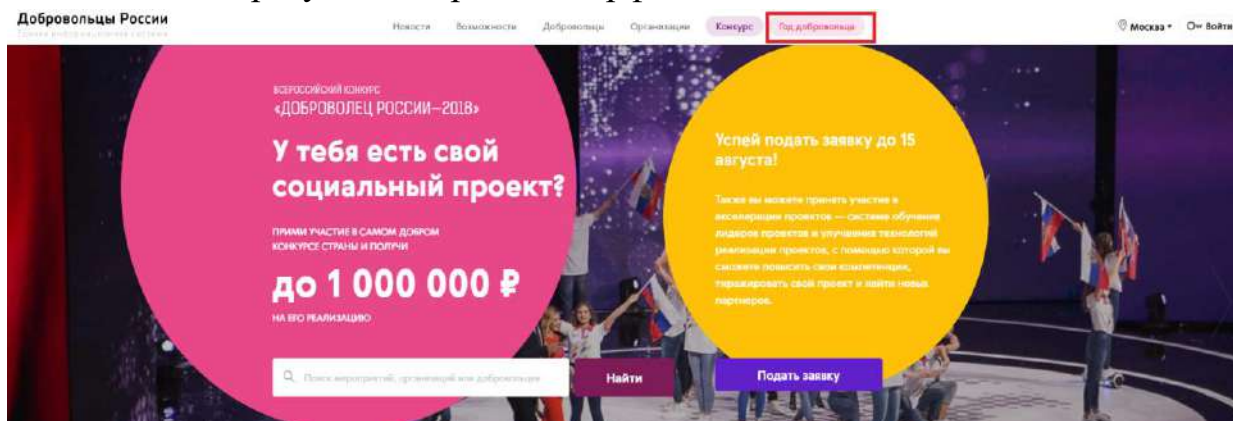 Добровольцы России
Единая информационная система
Новости Возможности Добровольцы Организации Конкурс Год добровольца Москва Войти
ВСЕРОССИЙСКИЙ КОНКУРС
«ДОБРОВОЛЕЦ РОССИИ—2018»
У тебя есть свой
социальный проект?
ПРИМИ УЧАСТИЕ В САМОМ ДОБРОМ
КОНКУРСЕ СТРАНЫ И ПОЛУЧИ
до 1 000 000 ₽
НА ЕГО РЕАЛИЗАЦИЮ
Поиск мероприятий, организаций или добровольцев
Найти
Успей подать заявку до 15
августа!
Также вы можете принять участие в
акселерации проектов — системе обучения
лидеров проектов и улучшения технологий
реализации проектов, с помощью которой вы
сможете повысить свои компетенции,
тиражировать свой проект и найти новых
партнеров.
Подать заявку